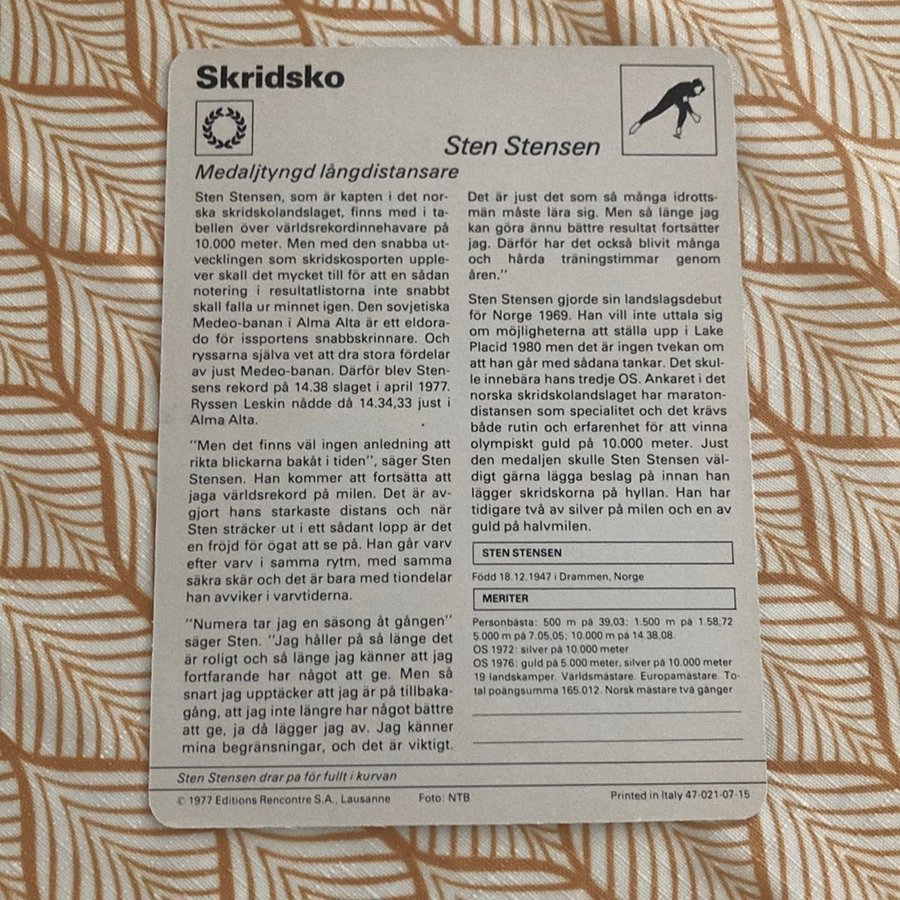 Skridsko
Sten Stensen
Medaljtyngd långdistansare
Sten Stensen, som är kapten i det nor-
ska skridskolandslaget, finns med i ta-
bellen över världsrekordinnehavare på
10.000 meter. Men med den snabba ut-
vecklingen som skridskosporten upple-
ver skall det mycket till för att en sådan
notering i resultatlistorna inte snabbt
skall falla ur minnet igen. Den sovjetiska
Medeo-banan i Alma Alta är ett eldora-
do för issportens snabbskrinnare. Och
ryssarna själva vet att dra stora fördelar
av just Medeo-banan. Därför blev Sten-
sens rekord på 14.38 slaget i april 1977.
Ryssen Leskin nådde då 14.34,33 just i
Alma Alta.
"Men det finns väl ingen anledning att
rikta blickarna bakåt i tiden", säger Sten
Stensen. Han kommer att fortsätta att
jaga världsrekord på milen. Det är av-
gjort hans starkaste distans och när
Sten sträcker ut i ett sådant lopp är det
en fröjd för ögat att se på. Han går varv
efter varv i samma rytm, med samma
säkra skär och det är bara med tiondelar
han avviker i varvtiderna.
"Numera tar jag en säsong åt gången"
säger Sten. "Jag håller på så länge det
är roligt och så länge jag känner att jag
fortfarande har något att ge. Men så
snart jag upptäcker att jag är på tillbaka-
gång, att jag inte längre har något bättre
att ge, ja då lägger jag av. Jag känner
mina begränsningar, och det är viktigt.
Det är just det som så många idrotts-
män måste lära sig. Men så länge jag
kan göra ännu bättre resultat fortsätter
jag. Därför har det också blivit många
och hårda träningstimmar genom
åren."
Sten Stensen gjorde sin landslagsdebut
för Norge 1969. Han vill inte uttala sig
om möjligheterna att ställa upp i Lake
Placid 1980 men det är ingen tvekan om
att han går med sådana tankar. Det skul-
le innebära hans tredje OS. Ankaret i det
norska skridskolandslaget har maraton-
distansen som specialitet och det krävs
både rutin och erfarenhet för att vinna
olympiskt guld på 10.000 meter. Just
den medaljen skulle Sten Stensen väl-
digt gärna lägga beslag på innan han
lägger skridskorna på hyllan. Han har
tidigare två av silver på milen och en av
guld på halvmilen.
STEN STENSEN
Född 18.12.1947 i Drammen, Norge
MERITER
Personbästa: 500 m på 39,03; 1.500 m på 1.58,72
5.000 m på 7.05,05; 10.000 m på 14.38,08.
OS 1972: silver på 10.000 meter
OS 1976: guld på 5.000 meter, silver på 10.000 meter
19 landskamper. Världsmästare. Europamästare. To-
tal poängsumma 165.012. Norsk mästare två gånger
Sten Stensen drar på för fullt i kurvan
© 1977 Editions Rencontre S.A., Lausanne Foto: NTB Printed in Italy 47-021-07-15